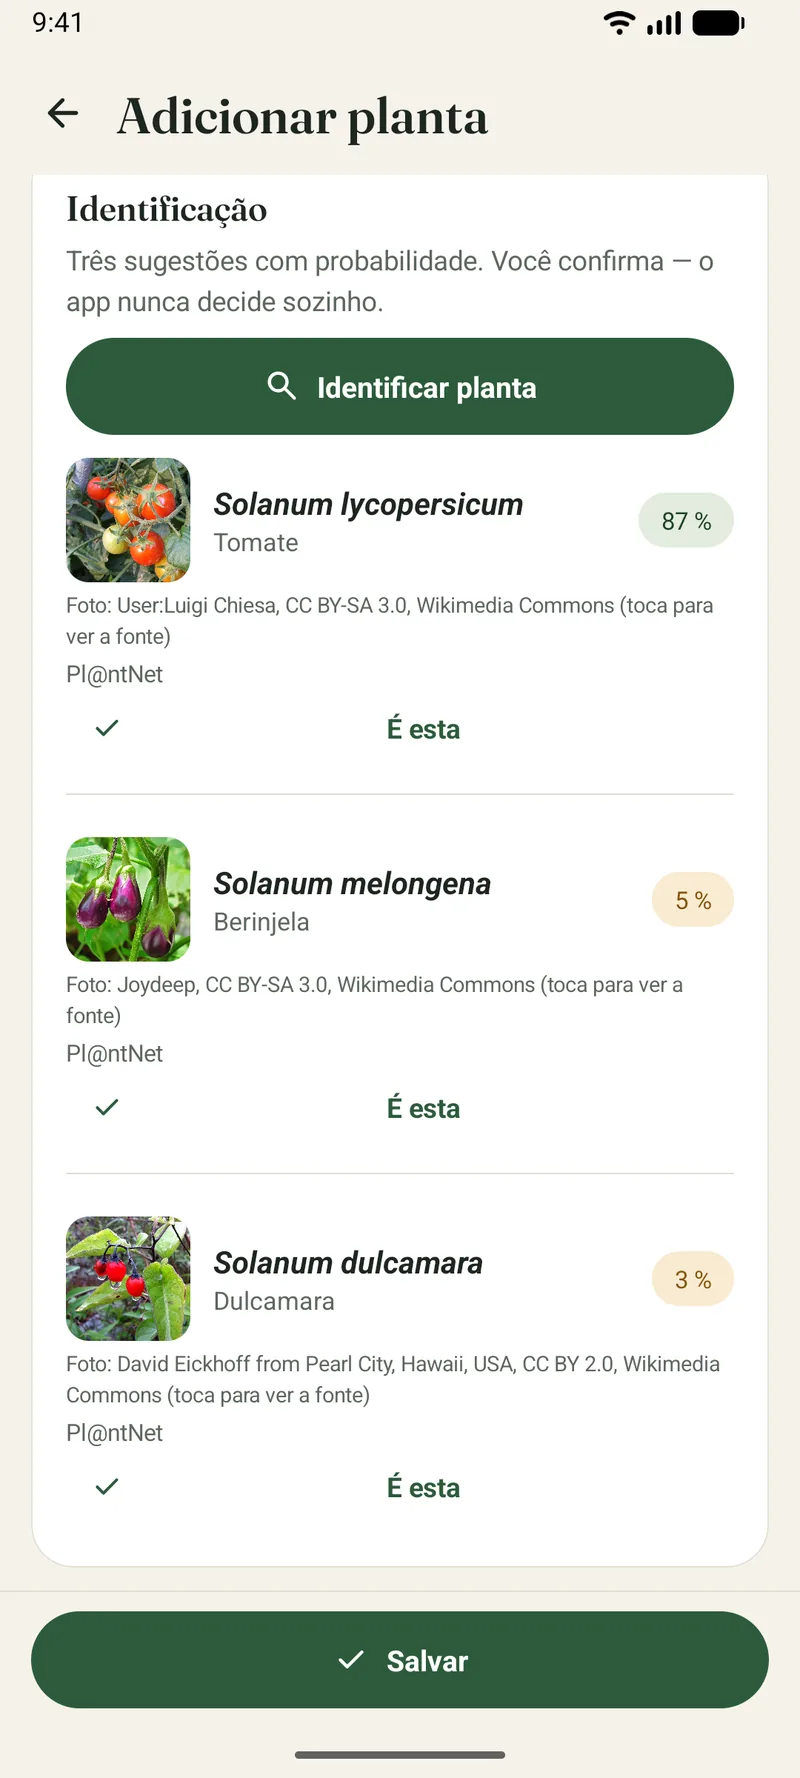 9:41
Adicionar planta
Identificação
Três sugestões com probabilidade. Você confirma — o
app nunca decide sozinho.
Identificar planta
Solanum lycopersicum
Tomate
87 %
Foto: User:Luigi Chiesa, CC BY-SA 3.0, Wikimedia Commons (toca para
ver a fonte)
Pl@ntNet
É esta
Solanum melongena
Berinjela
5 %
Foto: Joydeep, CC BY-SA 3.0, Wikimedia Commons (toca para ver a
fonte)
Pl@ntNet
É esta
Solanum dulcamara
Dulcamara
3 %
Foto: David Eickhoff from Pearl City, Hawaii, USA, CC BY 2.0, Wikimedia
Commons (toca para ver a fonte)
Pl@ntNet
É esta
Salvar